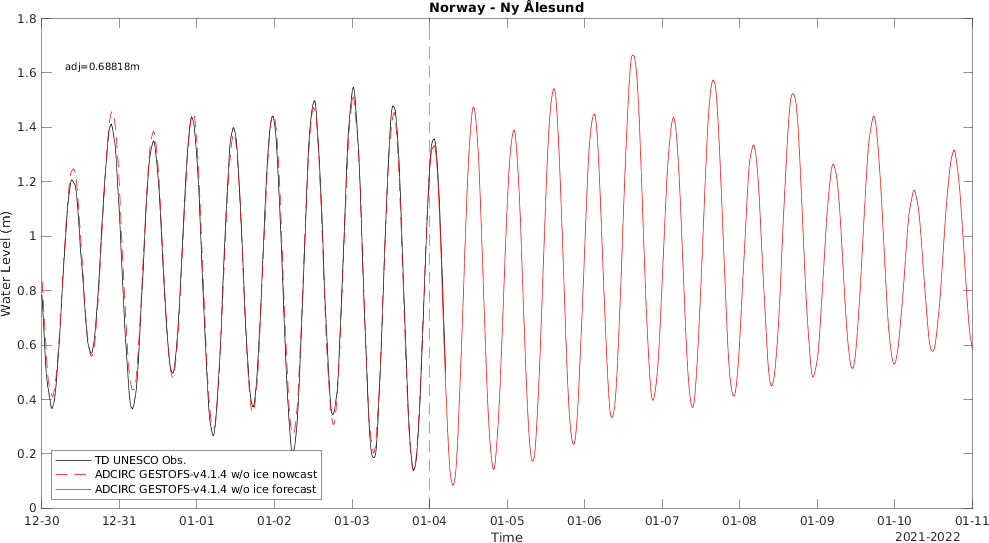 Norway - Ny Ålesund
adj=0.68818m
Water Level (m)
1.8
1.6
1.4
1.2
1
0.8
0.6
0.4
0.2
0
TD UNESCO Obs.
ADCIRC GESTOFS-v4.1.4 w/o ice nowcast
ADCIRC GESTOFS-v4.1.4 w/o ice forecast
12-30 12-31 01-01 01-02 01-03 01-04 01-05 01-06 01-07 01-08 01-09 01-10 01-11
Time
2021-2022